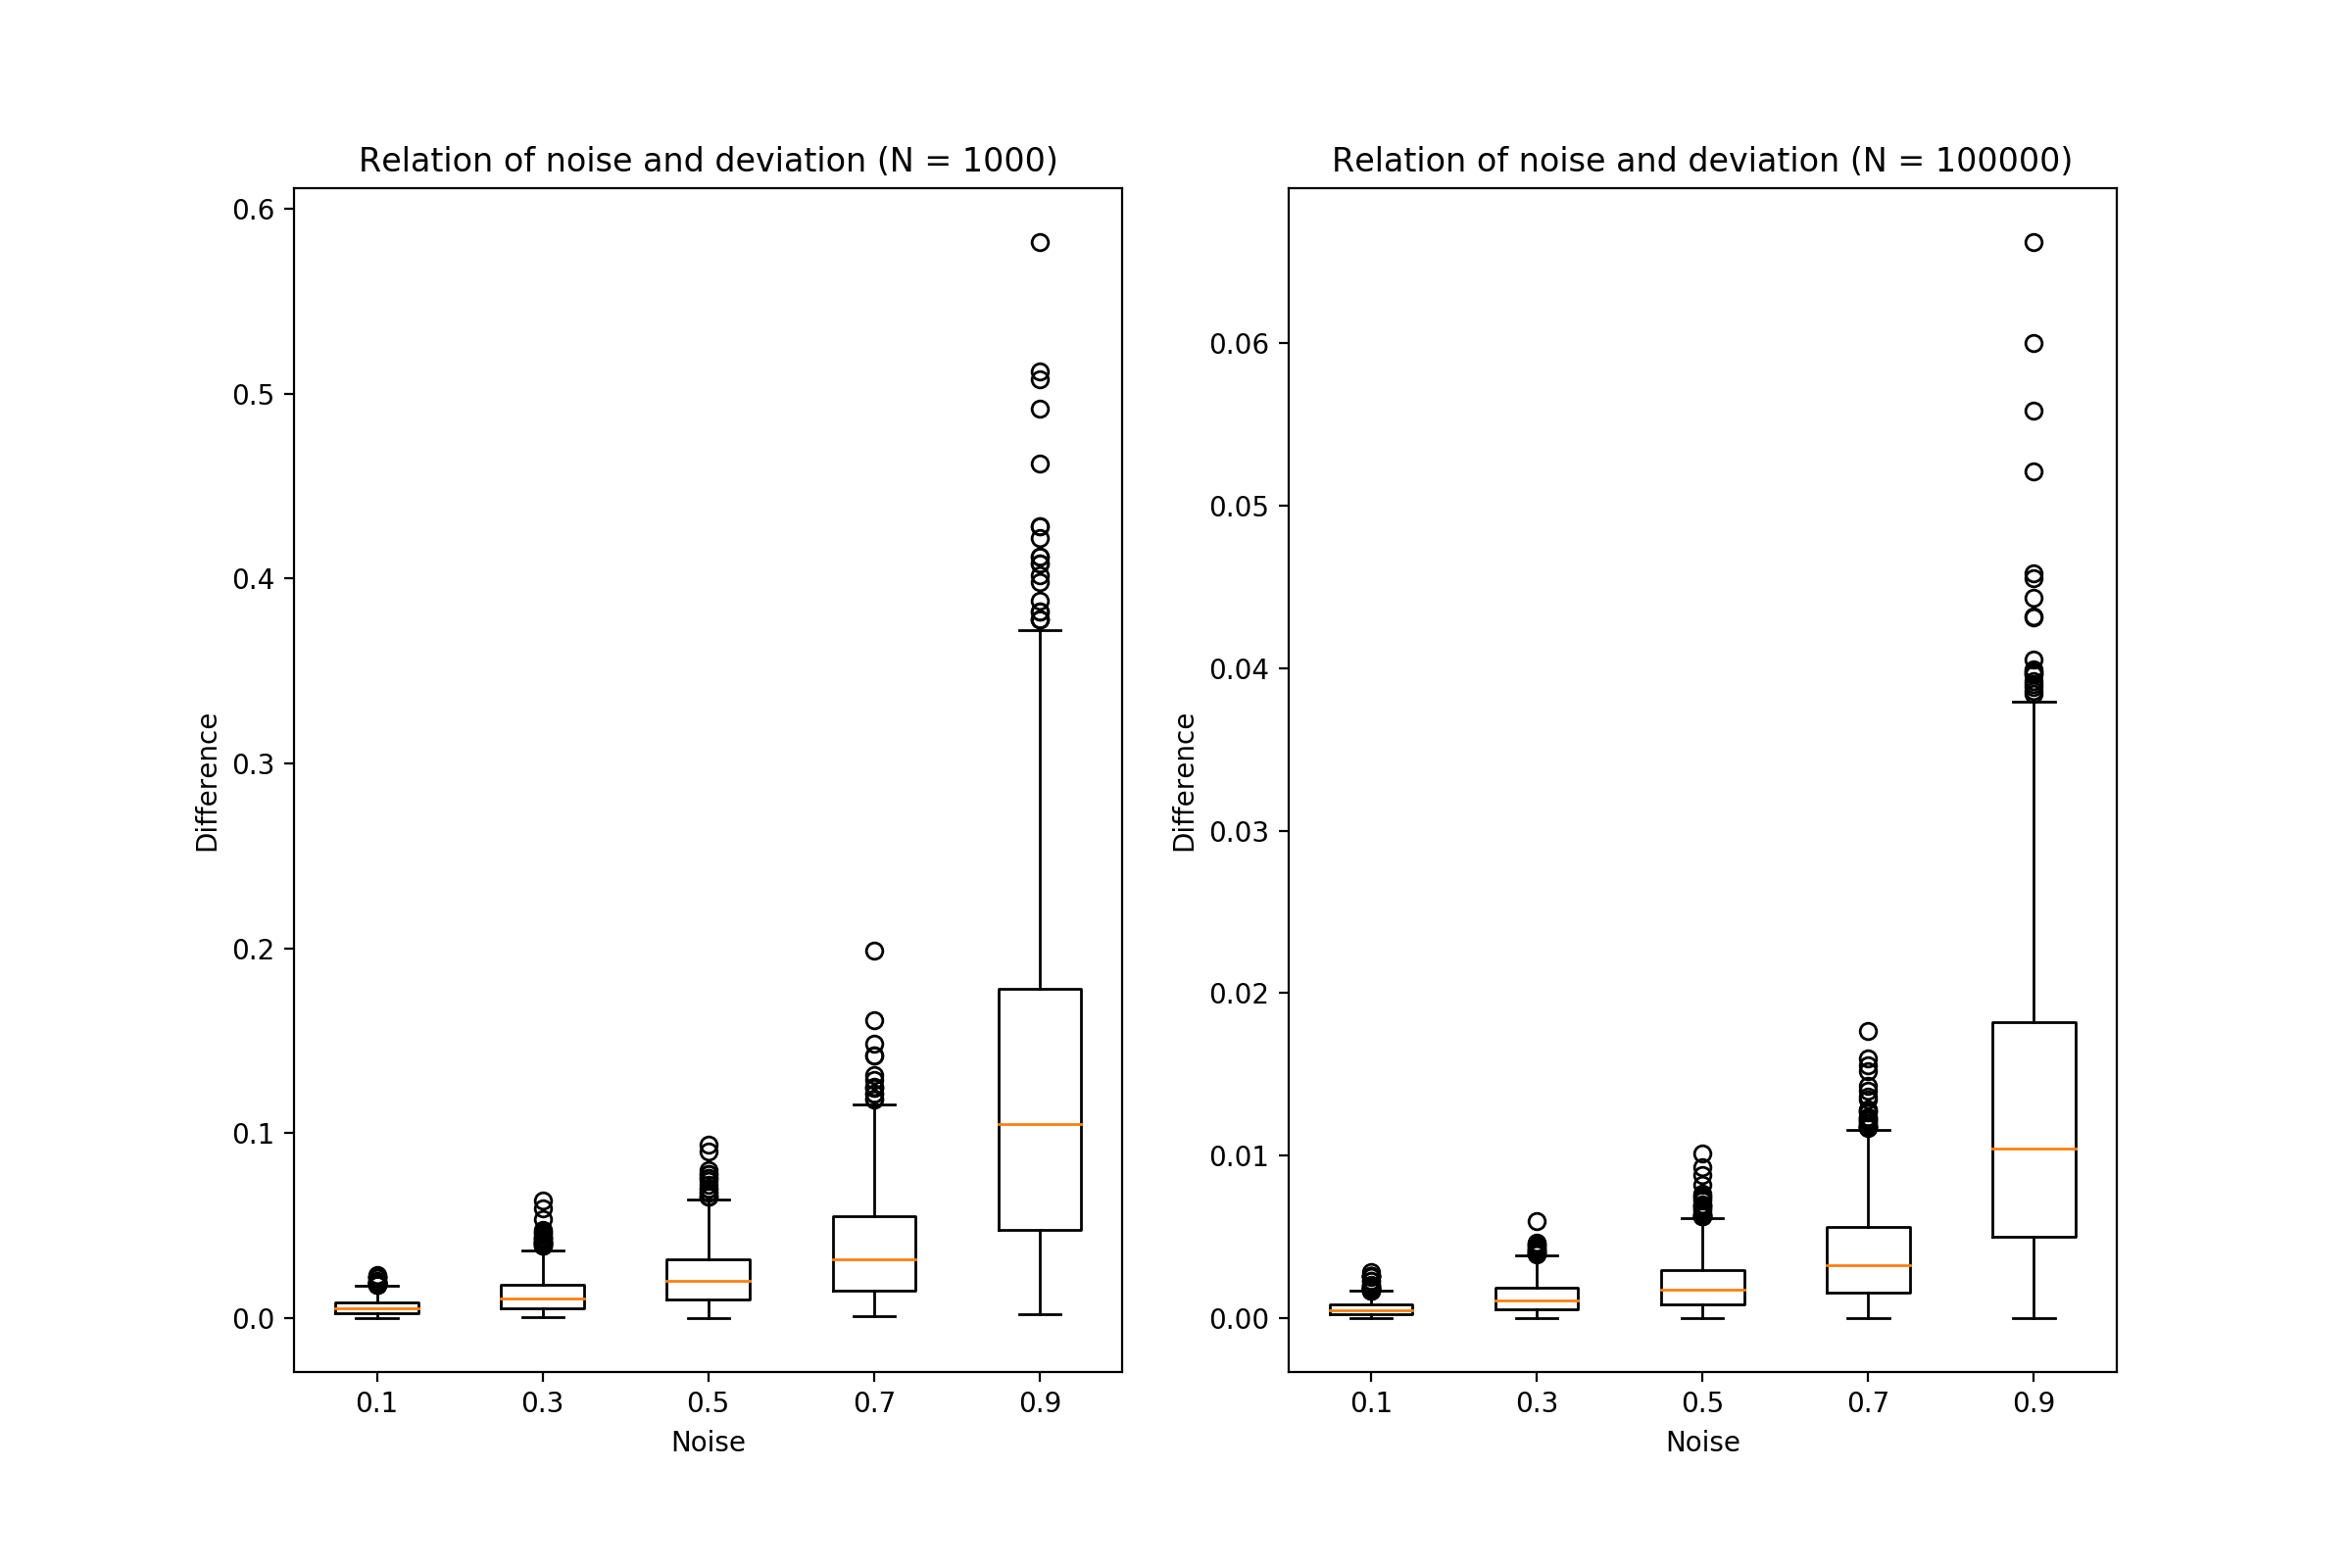 Relation of noise and deviation (N = 1000)
0.6
0.5
0.4
0.3
0.2
0.1
0.0
Difference
0.1 0.3 0.5 0.7 0.9
Noise
Relation of noise and deviation (N = 100000)
0.06
0.05
0.04
0.03
0.02
0.01
0.00
Difference
0.1 0.3 0.5 0.7 0.9
Noise